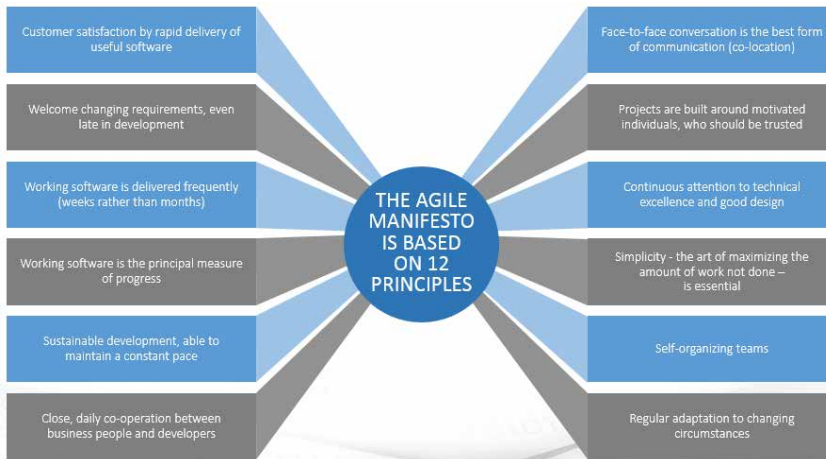 Customer satisfaction by rapid delivery of
useful software
Welcome changing requirements, even
late in development
Working software is delivered frequently
(weeks rather than months)
Working software is the principal measure
of progress
Sustainable development, able to
maintain a constant pace
Close, daily co-operation between
business people and developers
THE AGILE
MANIFESTO
IS BASED
ON 12
PRINCIPLES
Face-to-face conversation is the best form
of communication (co-location)
Projects are built around motivated
individuals, who should be trusted
Continuous attention to technical
excellence and good design
Simplicity - the art of maximizing the
amount of work not done –
is essential
Self-organizing teams
Regular adaptation to changing
circumstances